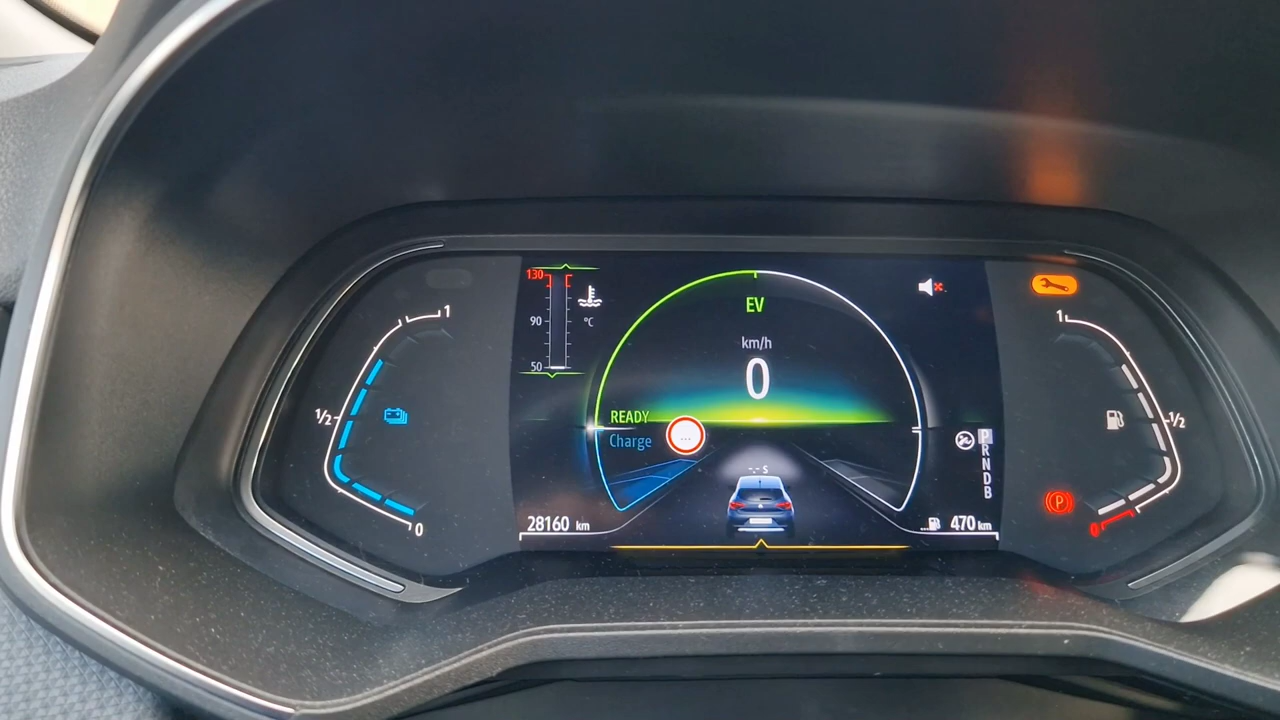 1
1/2
0
130
90
50
°C
EV
km/h
0
READY
Charge
...
-.- S
28160 km
P
R
N
D
B
... 470 km
1
1/2
0
P